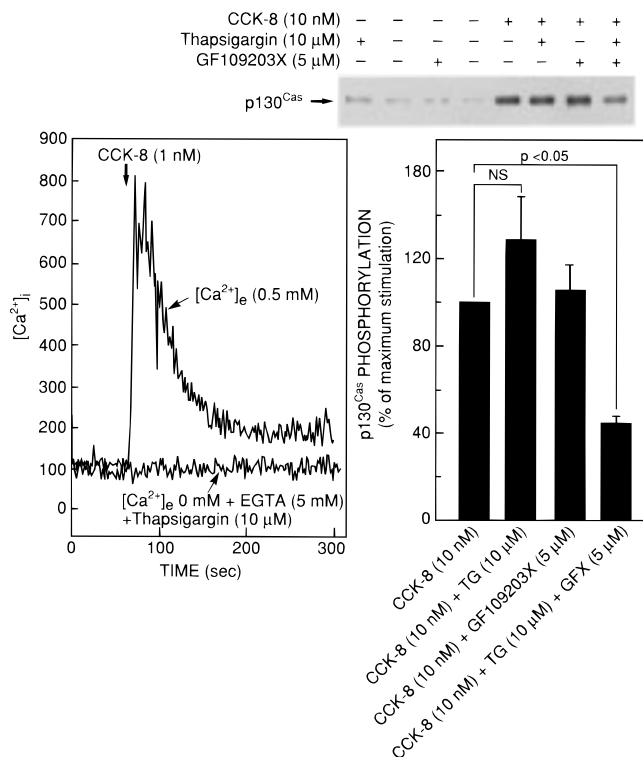 CCK-8 (10 nM) – – – – + + + +
Thapsigargin (10 μM) + – – – – + – +
GF109203X (5 μM) – – + – – – + +
p130Cas
CCK-8 (1 nM)
900
800
700
600
500
400
300
200
100
0
[Ca2+]i
[Ca2+]e (0.5 mM)
[Ca2+]e 0 mM + EGTA (5 mM)
+Thapsigargin (10 μM)
0 100 200 300
TIME (sec)
p <0.05
NS
180
120
80
40
0
p130Cas PHOSPHORYLATION
(% of maximum stimulation)
CCK-8 (10 nM)
CCK-8 (10 nM) + TG (10 μM)
CCK-8 (10 nM) + GF109203X (5 μM)
CCK-8 (10 nM) + TG (10 μM) + GFX (5 μM)